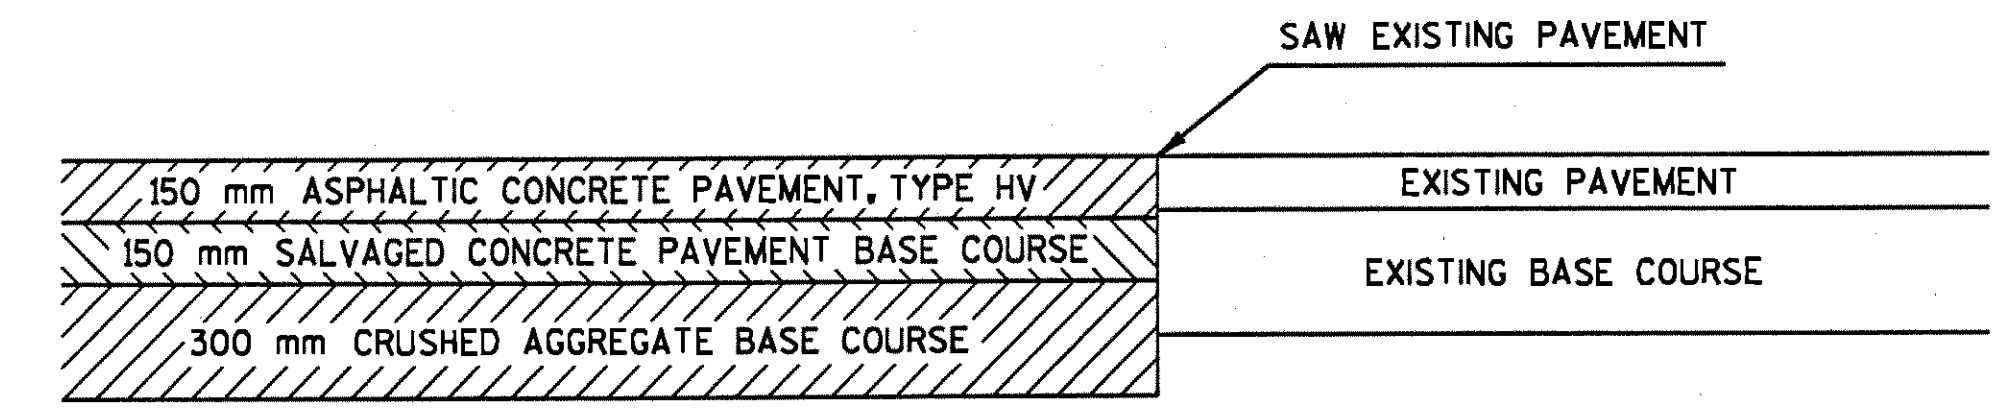 SAW EXISTING PAVEMENT
150 mm ASPHALTIC CONCRETE PAVEMENT, TYPE HV
EXISTING PAVEMENT
150 mm SALVAGED CONCRETE PAVEMENT BASE COURSE
EXISTING BASE COURSE
300 mm CRUSHED AGGREGATE BASE COURSE